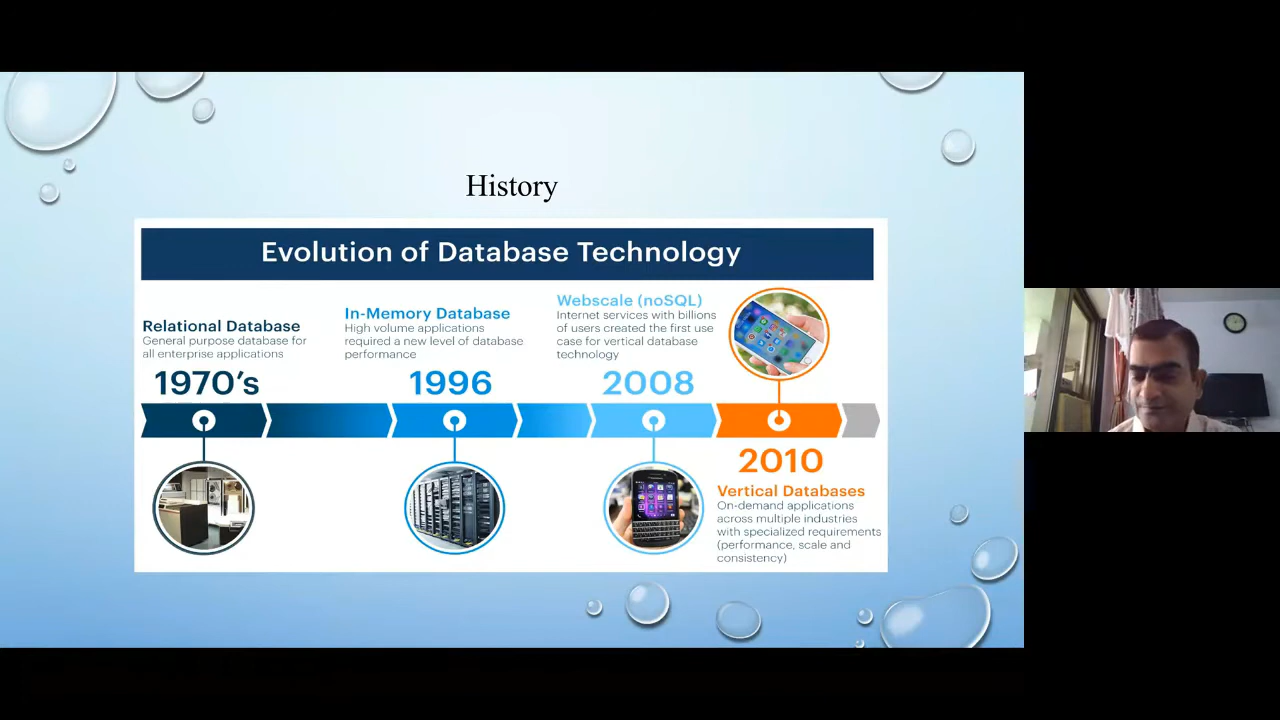 History
Evolution of Database Technology
Relational Database
General purpose database for
all enterprise applications
1970's
In-Memory Database
High volume applications
required a new level of database
performance
1996
Webscale (noSQL)
Internet services with billions
of users created the first use
case for vertical database
technology
2008
2010
Vertical Databases
On-demand applications
across multiple industries
with specialized requirements
(performance, scale and
consistency)